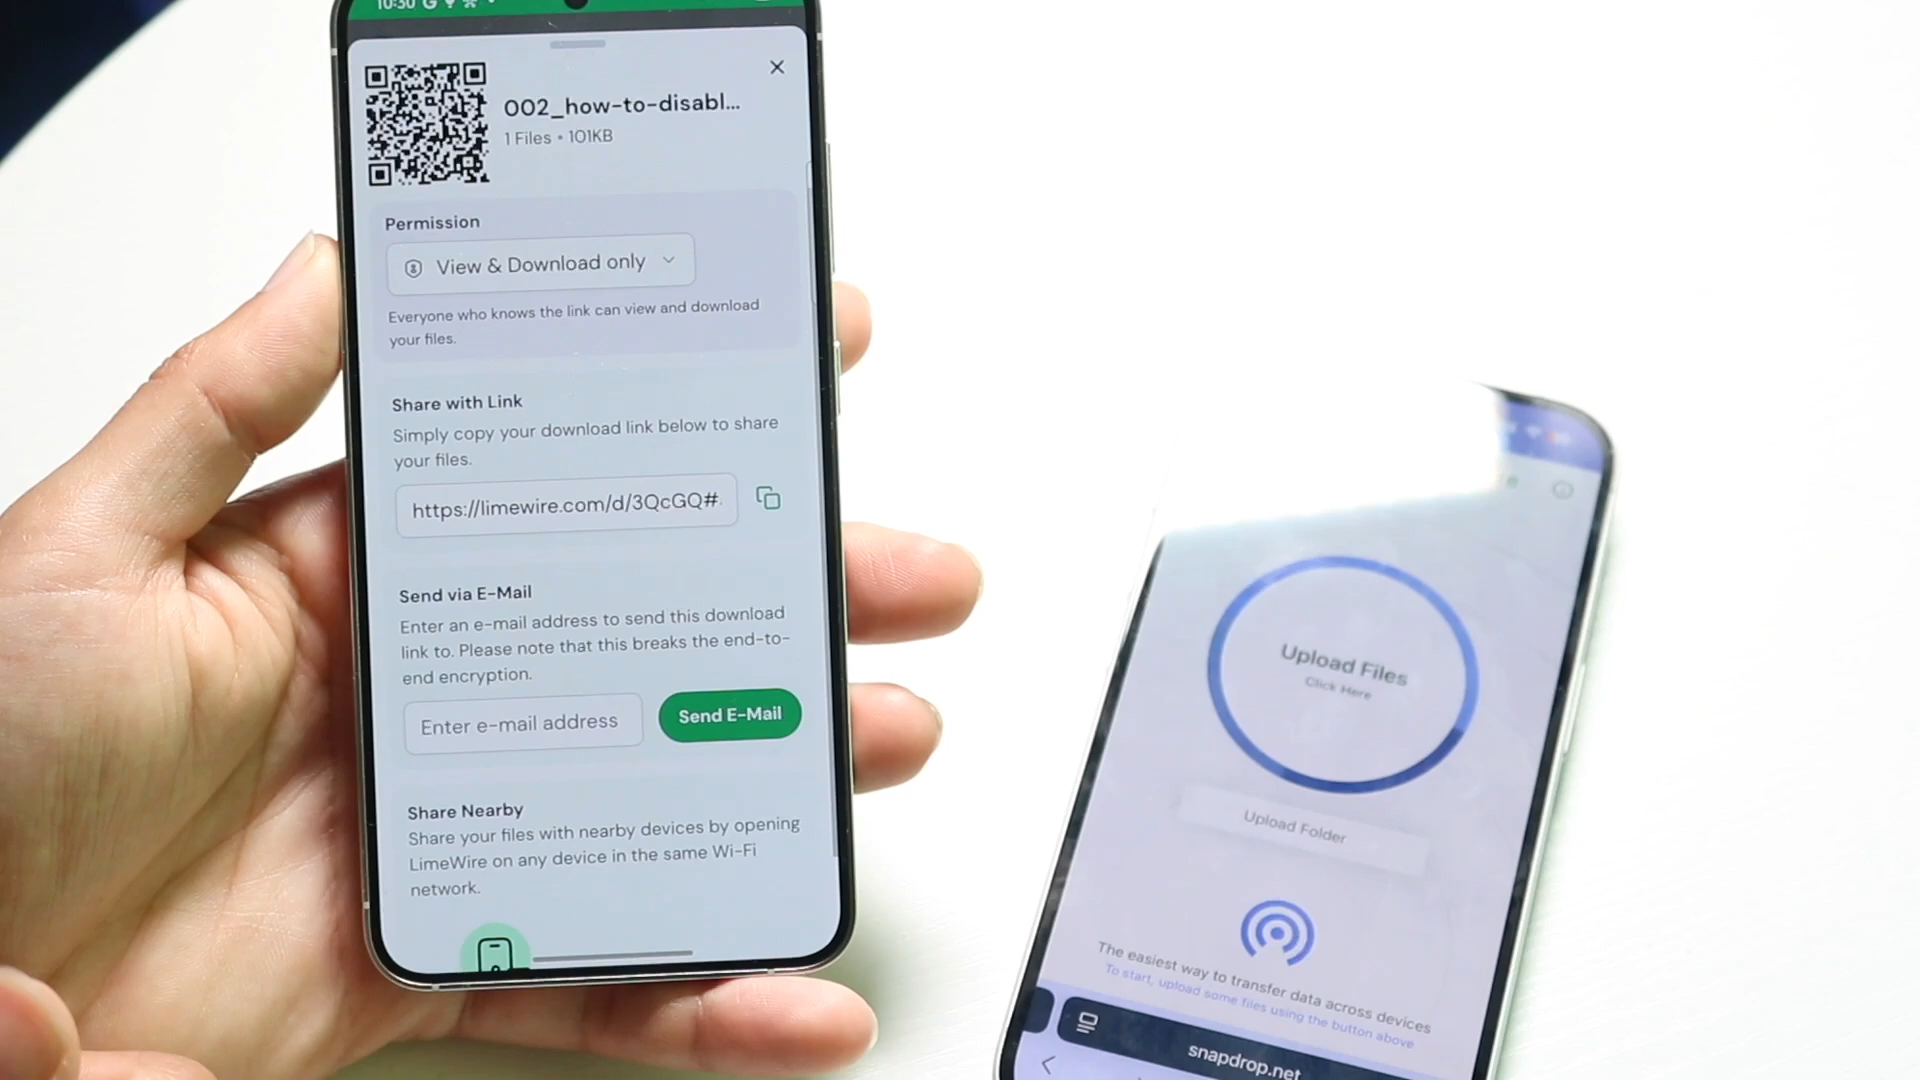 10:30 G
002_how-to-disabl...
1 Files • 101KB
Permission
View & Download only
Everyone who knows the link can view and download
your files.
Share with Link
Simply copy your download link below to share
your files.
https://limewire.com/d/3QcGQ#.
Send via E-Mail
Enter an e-mail address to send this download
link to. Please note that this breaks the end-to-
end encryption.
Enter e-mail address
Send E-Mail
Share Nearby
Share your files with nearby devices by opening
LimeWire on any device in the same Wi-Fi
network.
Upload Files
Click Here
Upload Folder
The easiest way to transfer data across devices
To start, upload some files using the button above
snapdrop.net